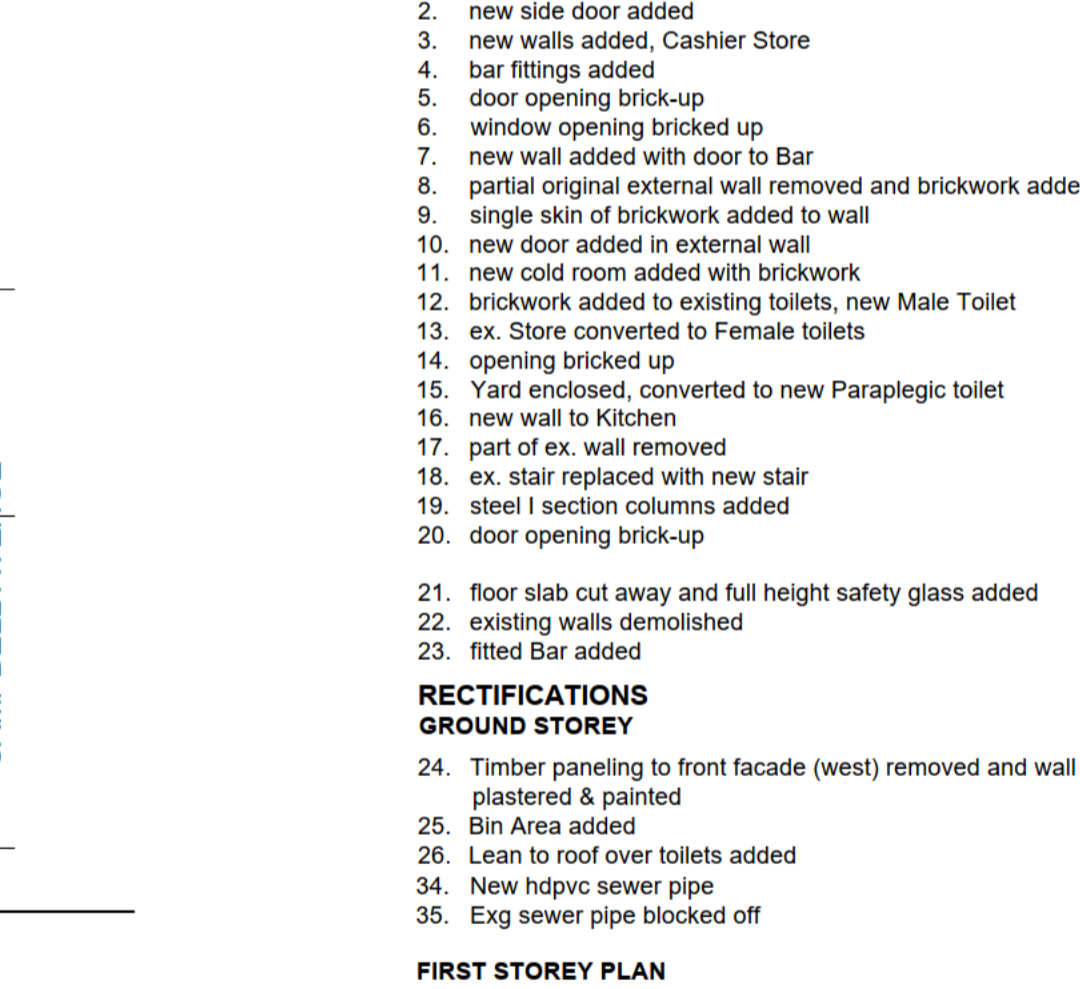 2. new side door added
3. new walls added, Cashier Store
4. bar fittings added
5. door opening brick-up
6. window opening bricked up
7. new wall added with door to Bar
8. partial original external wall removed and brickwork adde
9. single skin of brickwork added to wall
10. new door added in external wall
11. new cold room added with brickwork
12. brickwork added to existing toilets, new Male Toilet
13. ex. Store converted to Female toilets
14. opening bricked up
15. Yard enclosed, converted to new Paraplegic toilet
16. new wall to Kitchen
17. part of ex. wall removed
18. ex. stair replaced with new stair
19. steel I section columns added
20. door opening brick-up
21. floor slab cut away and full height safety glass added
22. existing walls demolished
23. fitted Bar added
RECTIFICATIONS
GROUND STOREY
24. Timber paneling to front facade (west) removed and wall
plastered & painted
25. Bin Area added
26. Lean to roof over toilets added
34. New hdpvc sewer pipe
35. Exg sewer pipe blocked off
FIRST STOREY PLAN